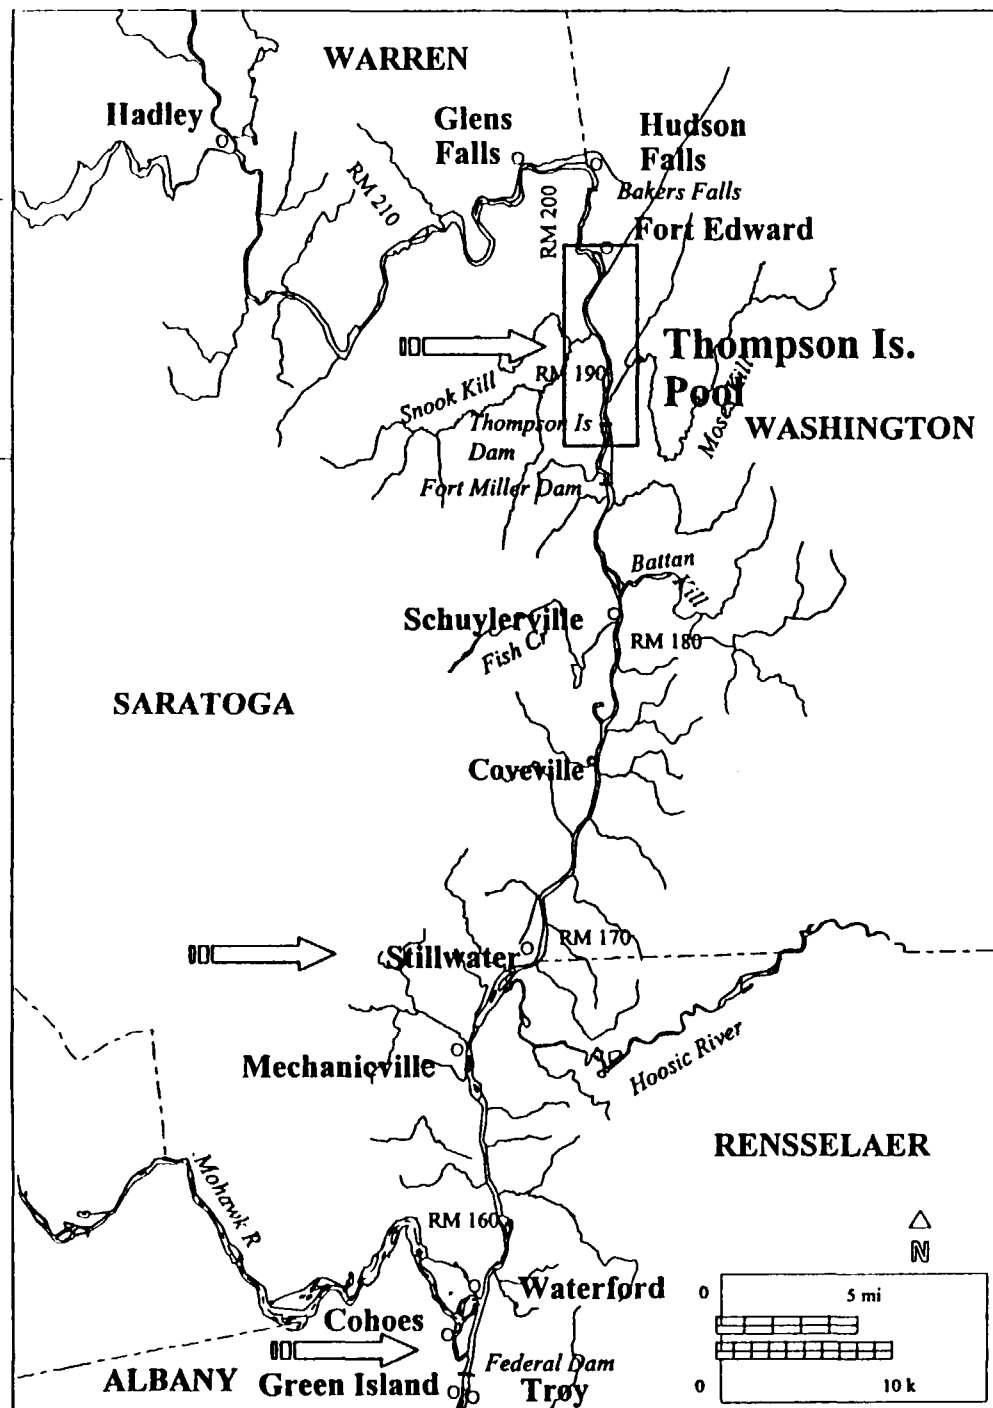 WARREN
Hadley
Glens
Falls
Hudson
Falls
RM 210
Bakers Falls
RM 200
Fort Edward
Thompson Is.
Pool
RM 190
Snook Kill
Moses Kill
Thompson Is
Dam
WASHINGTON
Fort Miller Dam
Battan
Kill
Schuylerville
Fish Cr
RM 180
SARATOGA
Coveville
RM 170
Stillwater
Hoosic River
Mechanicville
RENSSELAER
Mohawk R
RM 160
N
Waterford
0
5 mi
Cohoes
Federal Dam
ALBANY
Green Island
Troy
0
10 k